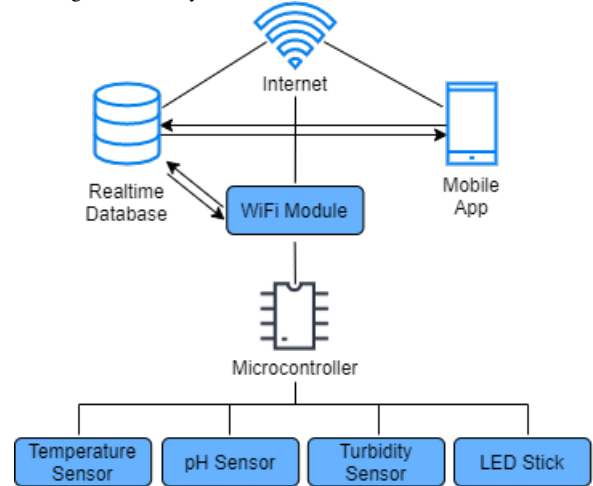 Internet
Realtime
Database
Mobile
App
WiFi Module
Microcontroller
Temperature
Sensor
pH Sensor
Turbidity
Sensor
LED Stick